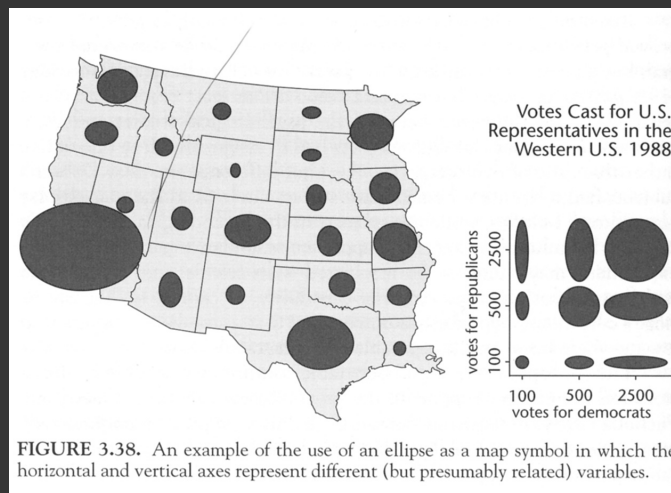 Votes Cast for U.S.
Representatives in the
Western U.S. 1988
votes for republicans
2500
500
100
100 500 2500
votes for democrats
FIGURE 3.38. An example of the use of an ellipse as a map symbol in which the
horizontal and vertical axes represent different (but presumably related) variables.